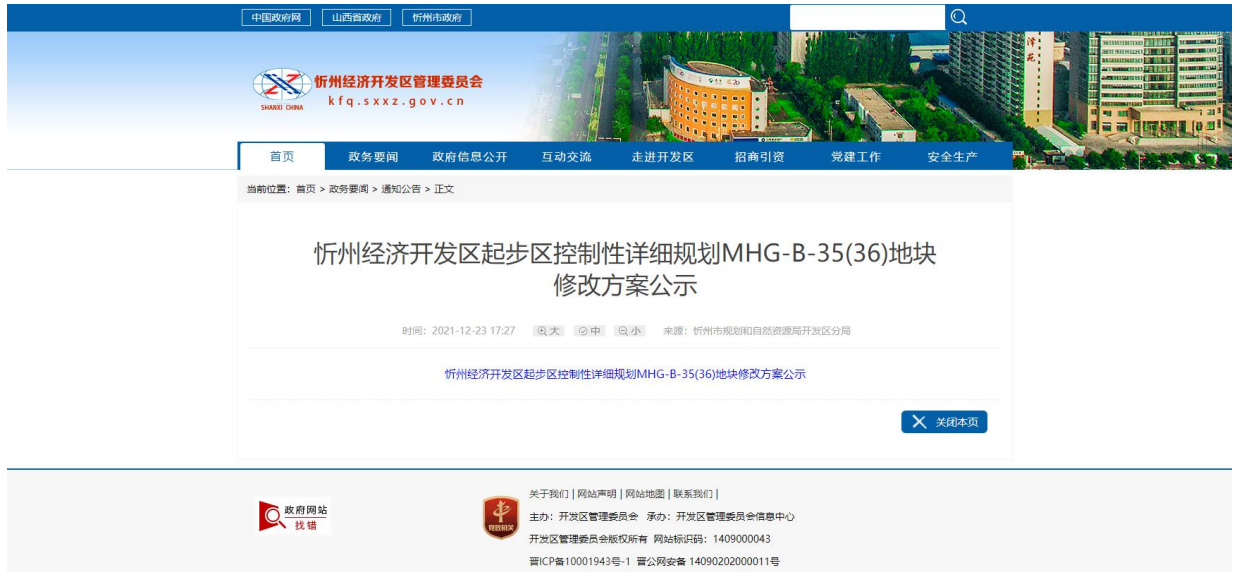 中国政府网 山西省政府 忻州市政府
忻州经济开发区管理委员会
kfq.sxxz.gov.cn
SHANXI CHINA
首页 政务要闻 政府信息公开 互动交流 走进开发区 招商引资 党建工作 安全生产
当前位置：首页 > 政务要闻 > 通知公告 > 正文
忻州经济开发区起步区控制性详细规划MHG-B-35(36)地块
修改方案公示
时间：2021-12-23 17:27 大 中 小 来源：忻州市规划和自然资源局开发区分局
忻州经济开发区起步区控制性详细规划MHG-B-35(36)地块修改方案公示
关闭本页
政府网站
找错
党政机关
关于我们 | 网站声明 | 网站地图 | 联系我们 |
主办：开发区管理委员会 承办：开发区管理委员会信息中心
开发区管理委员会版权所有 网站标识码：1409000043
晋ICP备10001943号-1 晋公网安备 14090202000011号